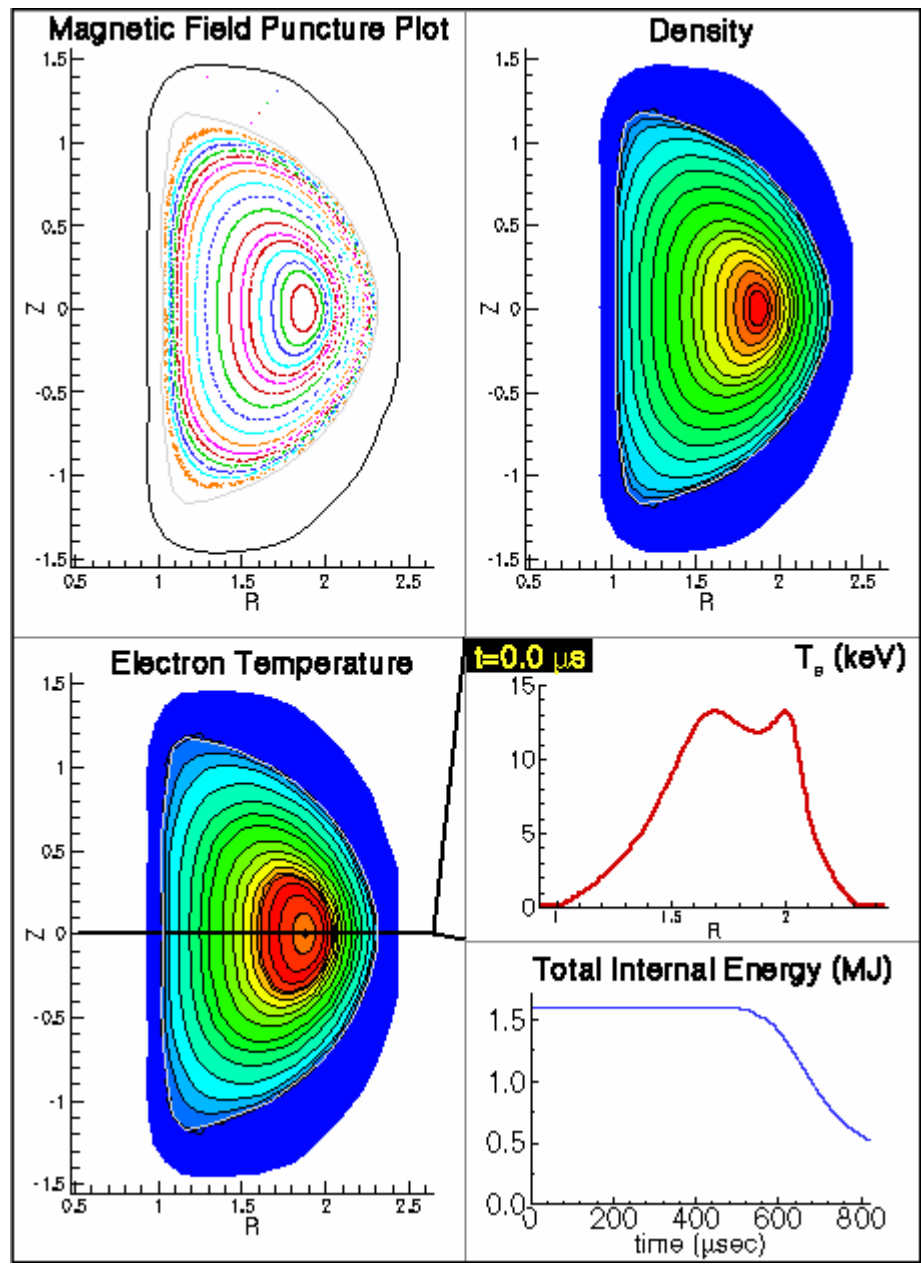 Magnetic Field Puncture Plot
1.5
1
0.5
Z 0
-0.5
-1
-1.5
0.5 1 1.5 2 2.5
R
Density
1.5
1
0.5
Z 0
-0.5
-1
-1.5
0.5 1 1.5 2 2.5
R
Electron Temperature
1.5
1
0.5
Z 0
-0.5
-1
-1.5
0.5 1 1.5 2 2.5
R
t=0.0 μs
Tₑ (keV)
15
10
5
0
1 1.5 2
R
Total Internal Energy (MJ)
1.5
1.0
0.5
0.0
0 200 400 600 800
time (μsec)